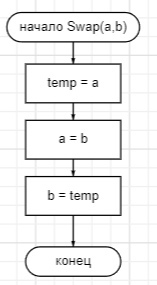 начало Swap(a,b)
temp = a
a = b
b = temp
конец